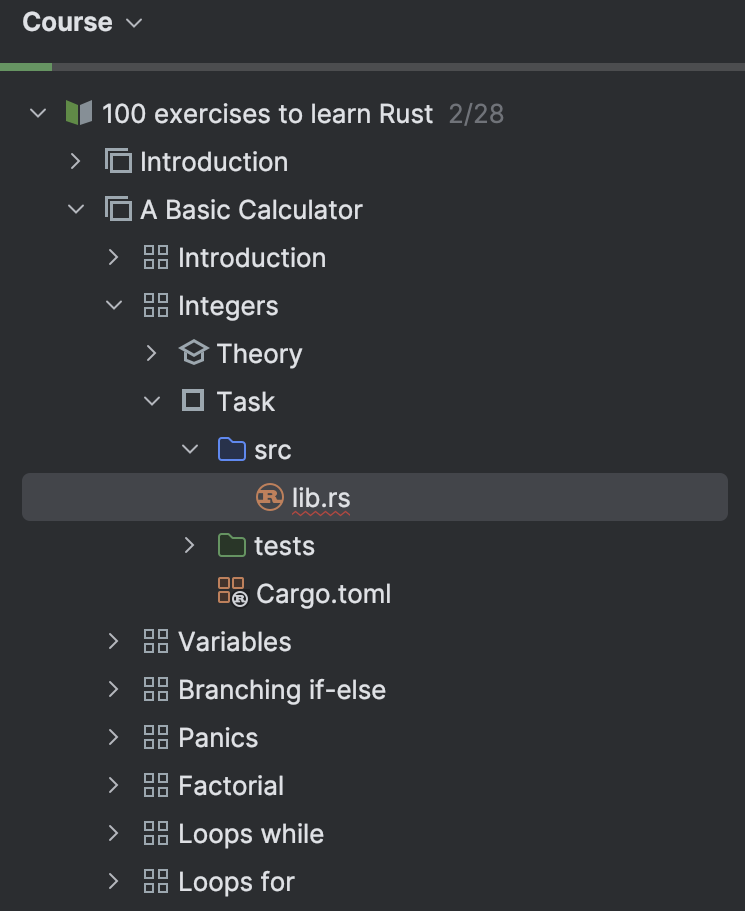 Course
100 exercises to learn Rust 2/28
Introduction
A Basic Calculator
Introduction
Integers
Theory
Task
src
lib.rs
tests
Cargo.toml
Variables
Branching if-else
Panics
Factorial
Loops while
Loops for